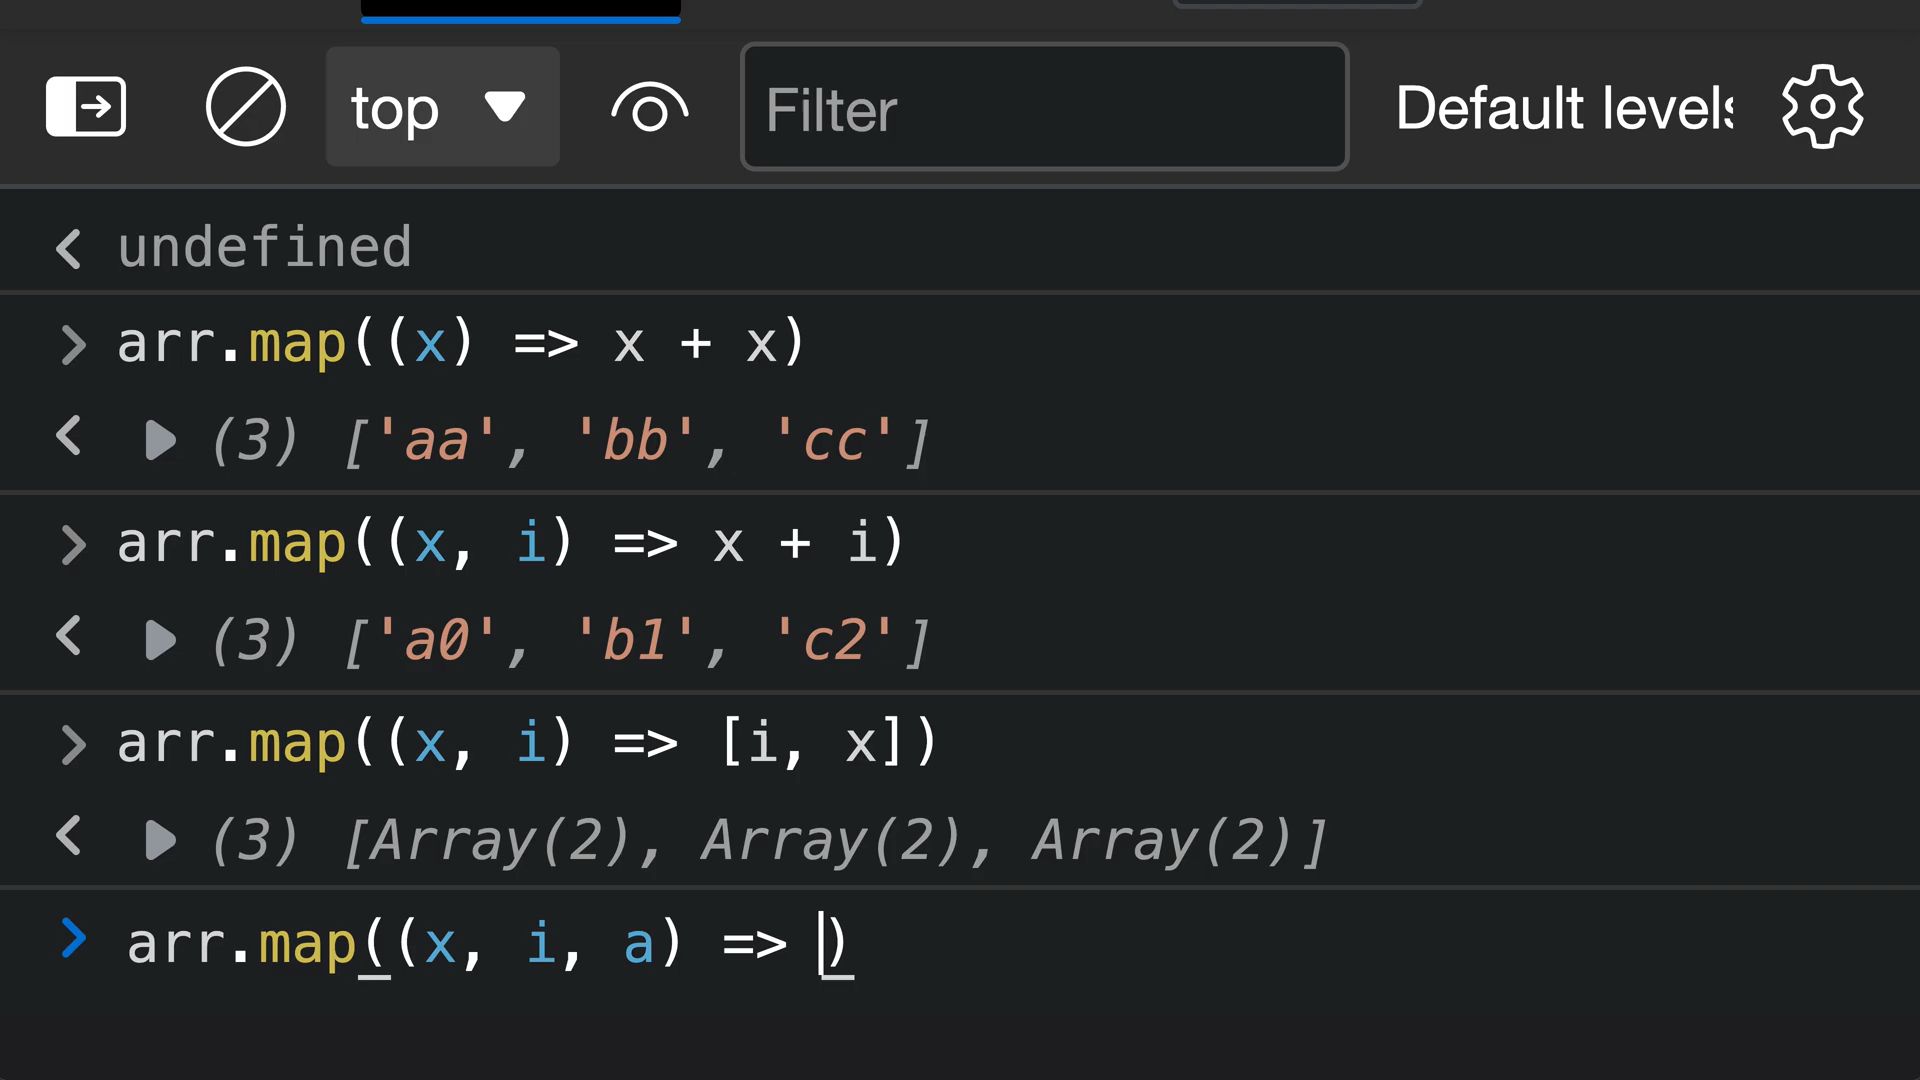 top Filter Default levels
undefined
arr.map((x) => x + x)
(3) ['aa', 'bb', 'cc']
arr.map((x, i) => x + i)
(3) ['a0', 'b1', 'c2']
arr.map((x, i) => [i, x])
(3) [Array(2), Array(2), Array(2)]
arr.map((x, i, a) => )